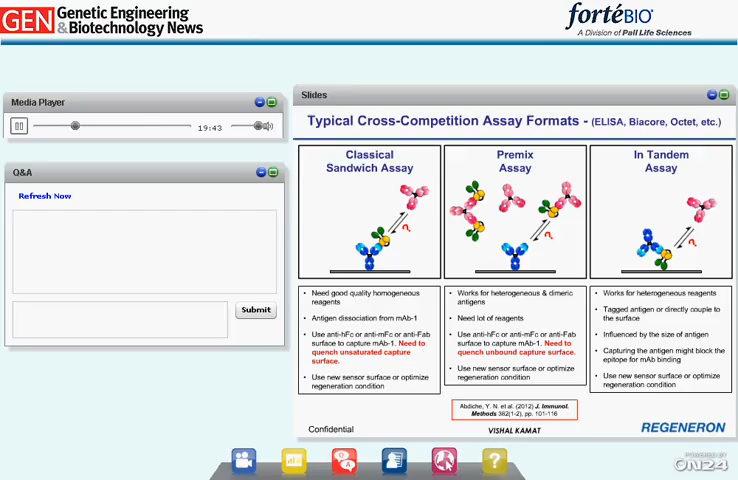 GEN Genetic Engineering
& Biotechnology News
fortéBIO®
A Division of Pall Life Sciences
Media Player
19:43
Q&A
Refresh Now
Submit
Slides
Typical Cross-Competition Assay Formats - (ELISA, Biacore, Octet, etc.)
Classical
Sandwich Assay
?
Need good quality homogeneous
reagents
Antigen dissociation from mAb-1
Use anti-hFc or anti-mFc or anti-Fab
surface to capture mAb-1. Need to
quench unsaturated capture
surface.
Use new sensor surface or optimize
regeneration condition
Premix
Assay
?
Works for heterogeneous & dimeric
antigens
Need lot of reagents
Use anti-hFc or anti-mFc or anti-Fab
surface to capture mAb-1. Need to
quench unbound capture surface.
Use new sensor surface or optimize
regeneration condition
In Tandem
Assay
?
Works for heterogeneous reagents
Tagged antigen or directly couple to
the surface
Influenced by the size of antigen
Capturing the antigen might block the
epitope for mAb binding
Use new sensor surface or optimize
regeneration condition
Abdiche, Y. N. et al. (2012) J. Immunol.
Methods 382(1-2), pp. 101-116
Confidential
VISHAL KAMAT
REGENERON
Q A
?
POWERED BY
ON24